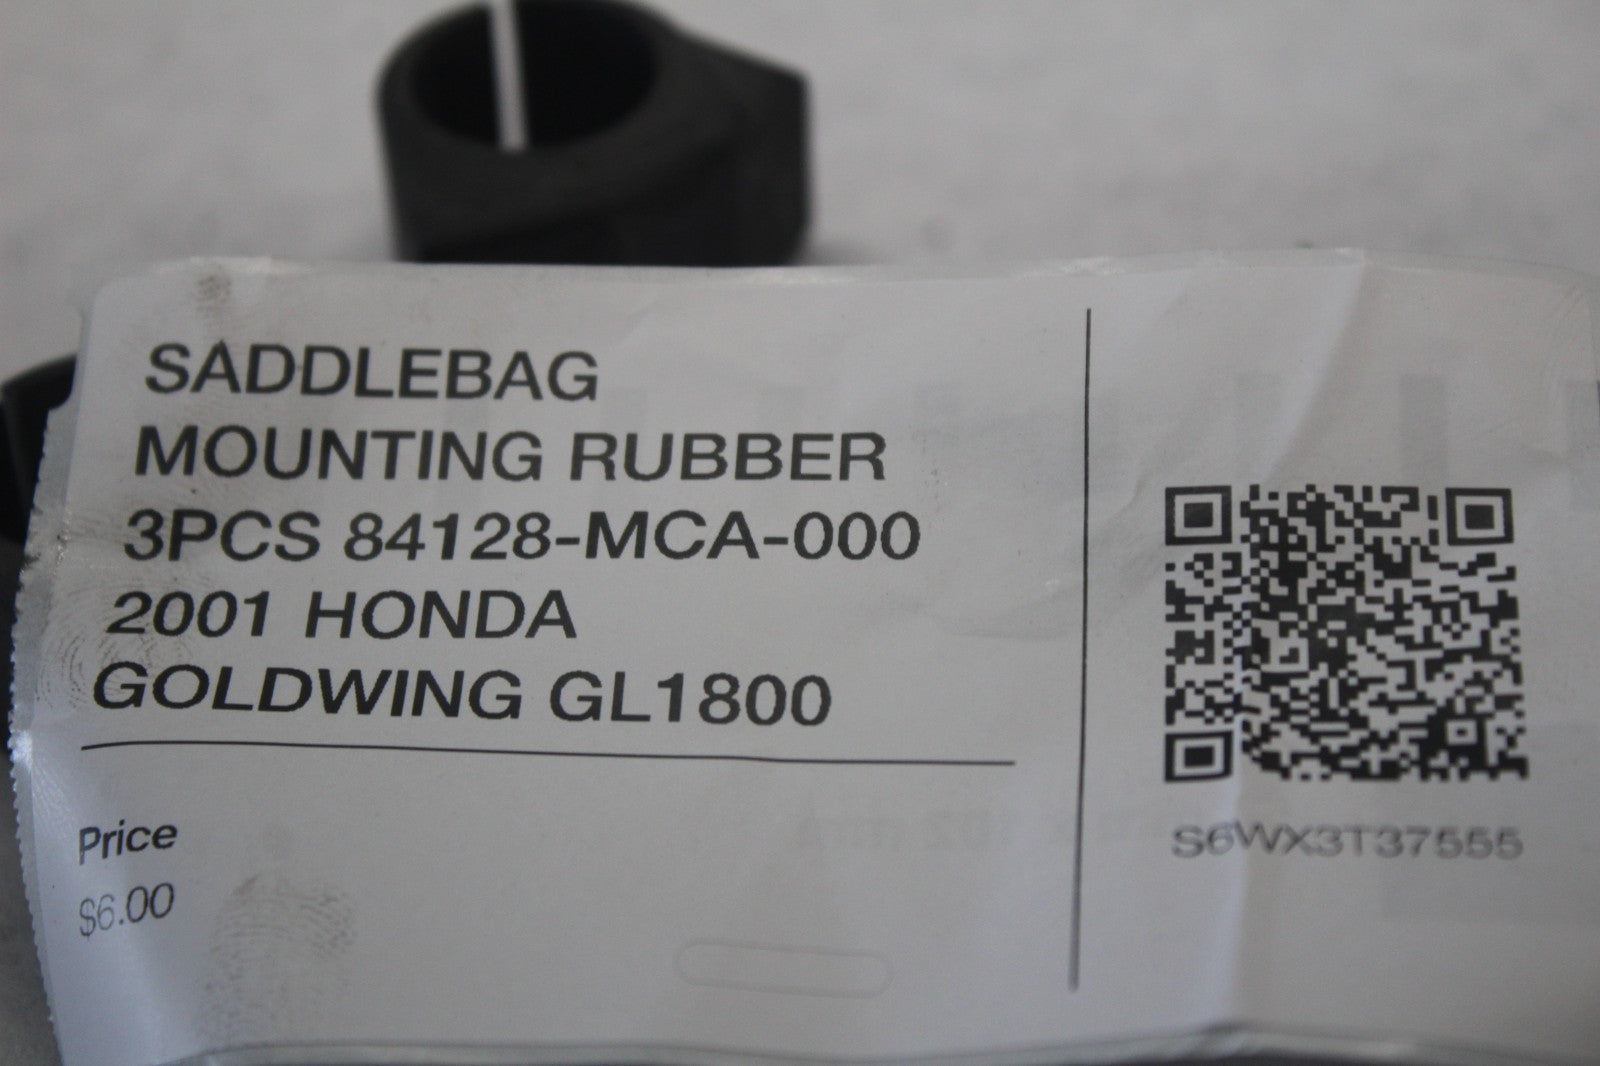 SADDLEBAG
MOUNTING RUBBER
3PCS 84128-MCA-000
2001 HONDA
GOLDWING GL1800
Price
$6.00
S6WX3T37555